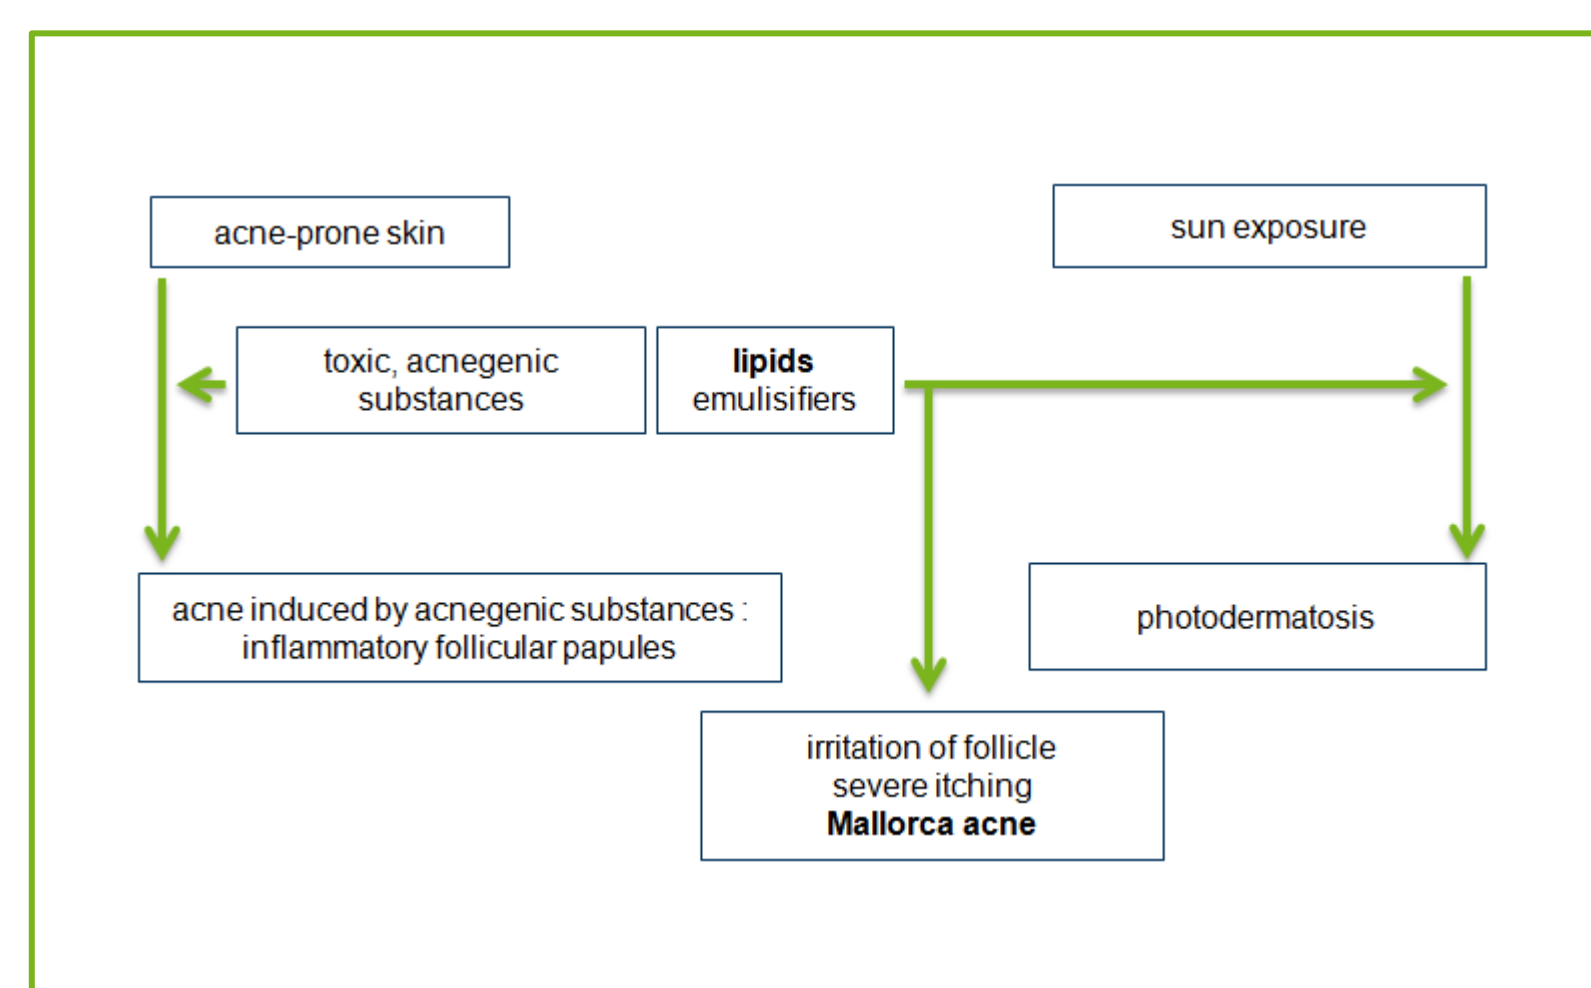 acne-prone skin
sun exposure
toxic, acnegenic
substances
lipids
emulisifiers
acne induced by acnegenic substances :
inflammatory follicular papules
photodermatosis
irritation of follicle
severe itching
Mallorca acne